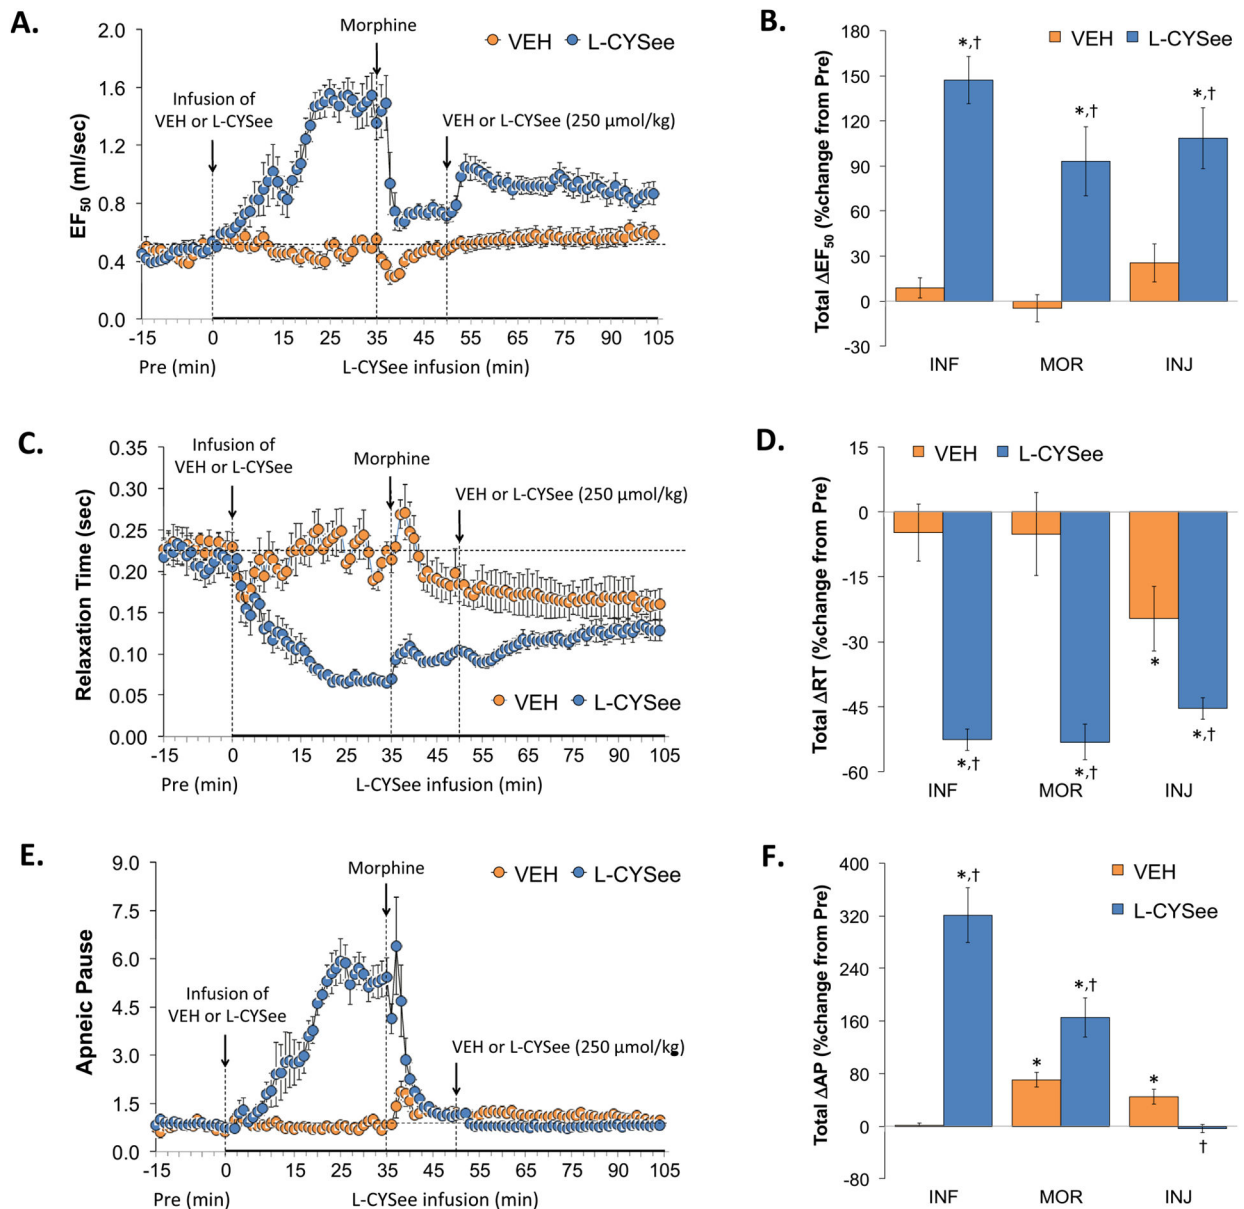 A.
2.0
1.6
1.2
0.8
0.4
0.0
EF50 (ml/sec)
Morphine
VEH L-CYSee
Infusion of
VEH or L-CYSee
VEH or L-CYSee (250 µmol/kg)
-15 0 15 25 35 45 55 65 75 85 95 105
Pre (min) L-CYSee infusion (min)
B.
180
150
120
90
60
30
0
-30
Total ΔEF50 (%change from Pre)
VEH L-CYSee
*,†
*,†
*,†
INF MOR INJ
C.
0.35
0.30
0.25
0.20
0.15
0.10
0.05
0.00
Relaxation Time (sec)
Infusion of
VEH or L-CYSee
Morphine
VEH or L-CYSee (250 µmol/kg)
VEH L-CYSee
-15 0 15 25 35 45 55 65 75 90 105
Pre (min) L-CYSee infusion (min)
D.
15
0
-15
-30
-45
-60
Total ΔRT (%change from Pre)
VEH L-CYSee
*,†
*,†
*
*,†
INF MOR INJ
E.
9.0
7.5
6.0
4.5
3.0
1.5
0.0
Apneic Pause
Morphine
VEH L-CYSee
Infusion of
VEH or L-CYSee
VEH or L-CYSee (250 µmol/kg)
-15 0 15 25 35 45 55 65 75 85 95 105
Pre (min) L-CYSee infusion (min)
F.
400
320
240
160
80
0
-80
Total ΔAP (%change from Pre)
VEH
L-CYSee
*,†
*
*,†
*
†
INF MOR INJ